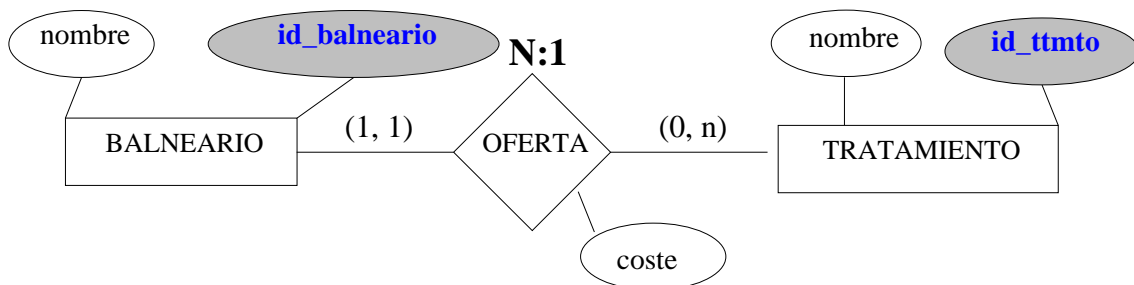 nombre
id_balneario
N:1
nombre
id_ttmto
BALNEARIO
(1, 1)
OFERTA
(0, n)
TRATAMIENTO
coste